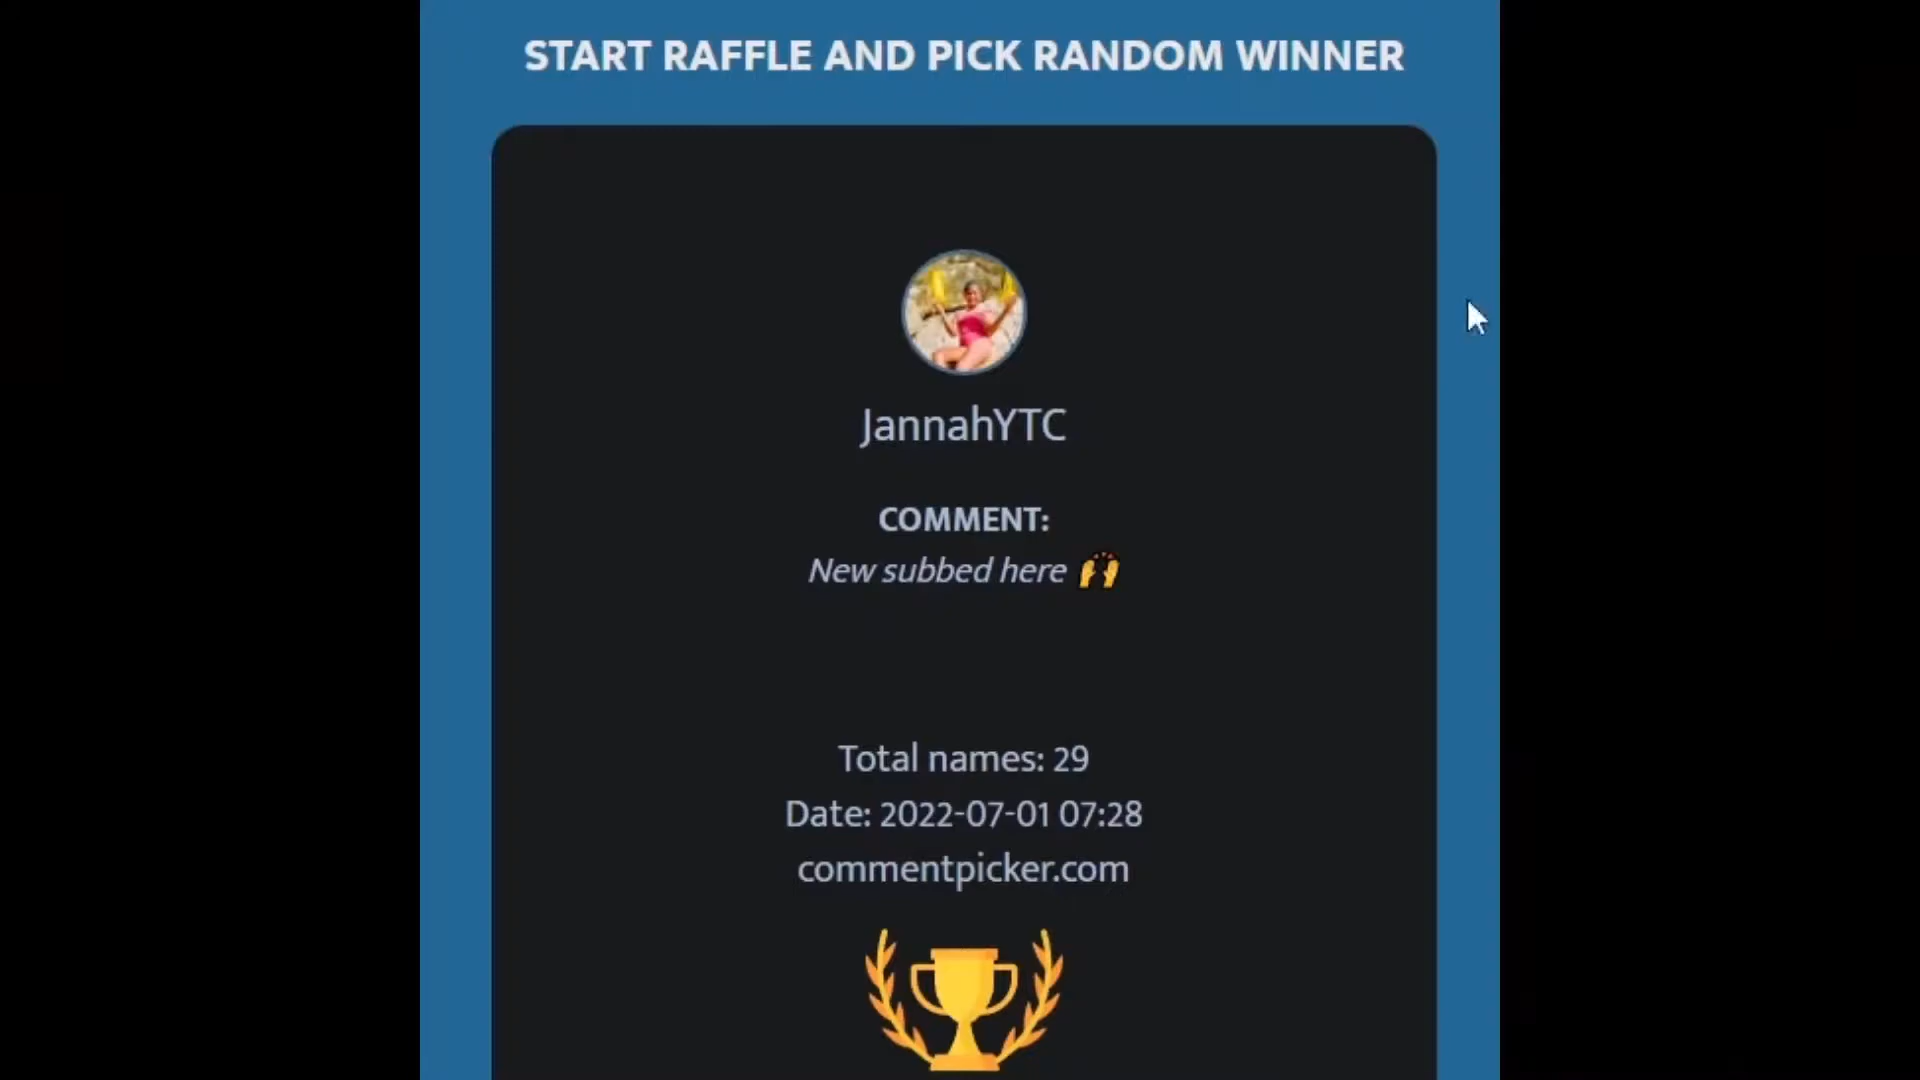 START RAFFLE AND PICK RANDOM WINNER
JannahYTC
COMMENT:
New subbed here 🙌
Total names: 29
Date: 2022-07-01 07:28
commentpicker.com